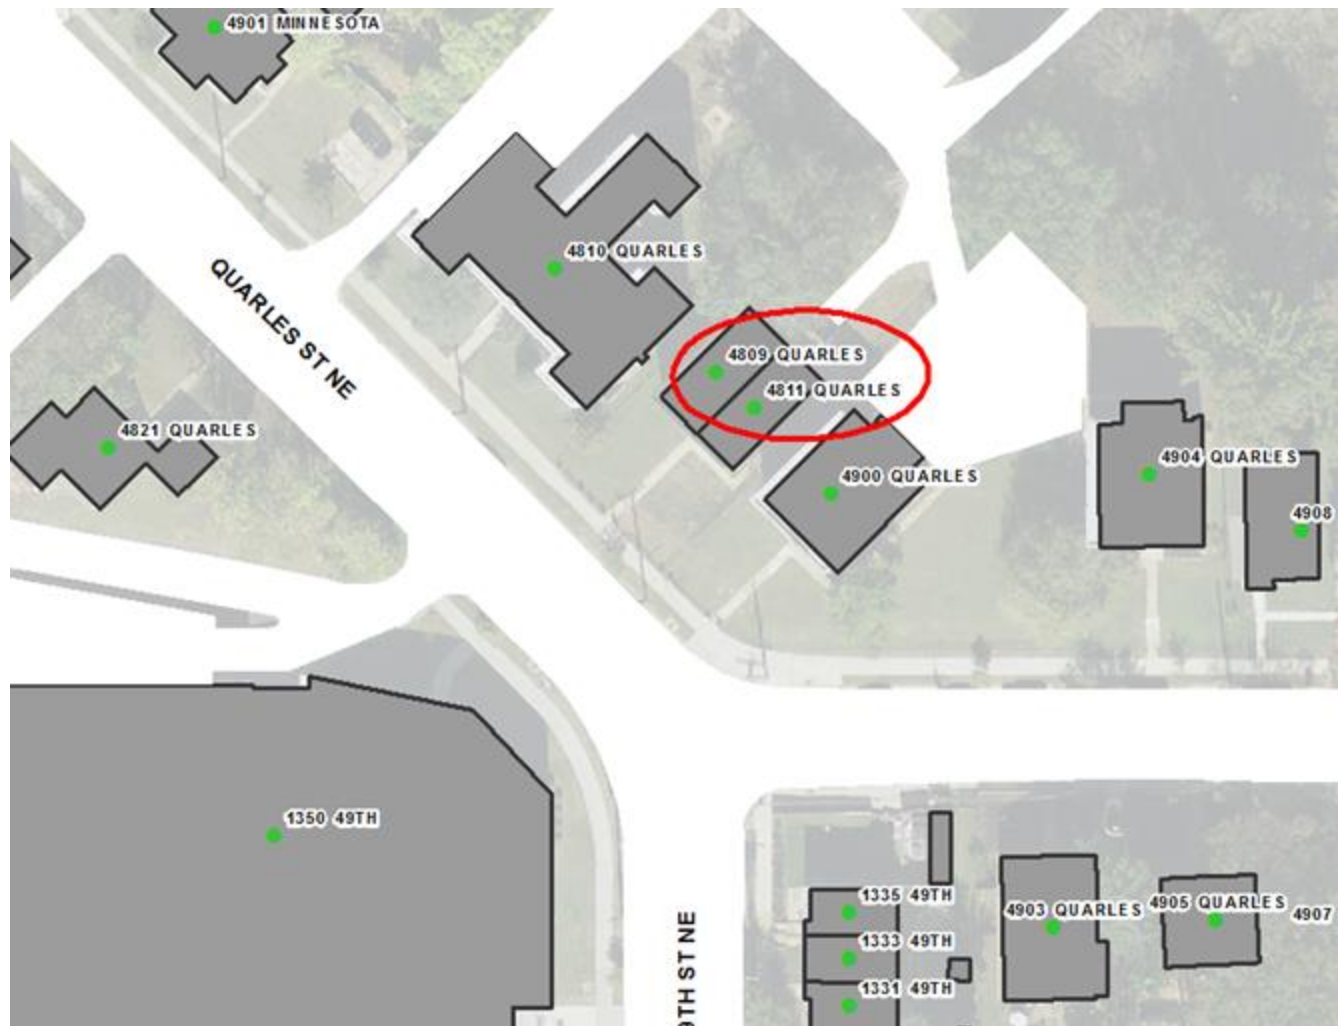 4901 MINNESOTA
4810 QUARLES
QUARLES ST NE
4809 QUARLES
4811 QUARLES
4821 QUARLES
4900 QUARLES
4904 QUARLES
4908
1350 49TH
1335 49TH
4903 QUARLES
4905 QUARLES
4907
1333 49TH
1331 49TH
9TH ST NE